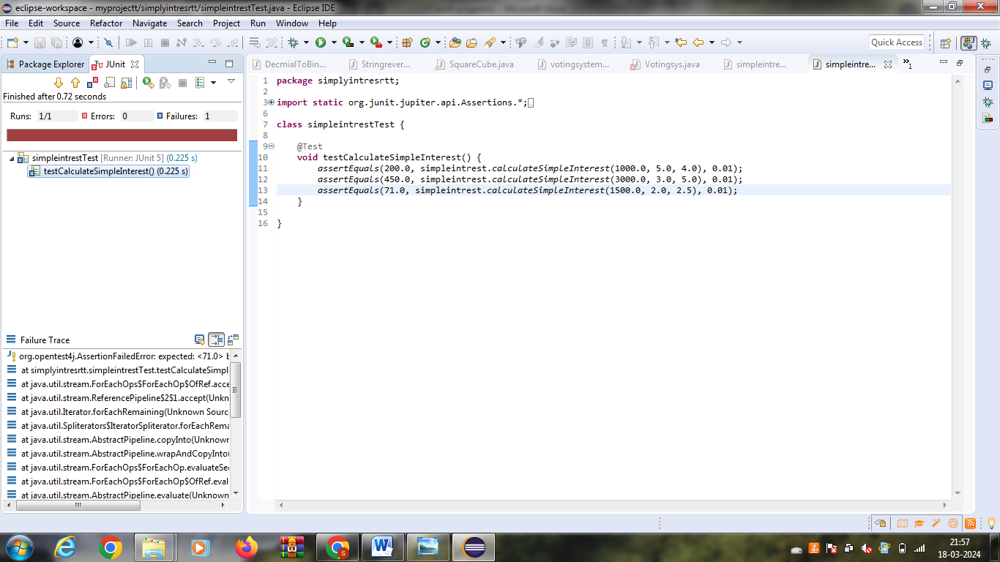 eclipse-workspace - myprojectt/simplyintresrtt/simpleintrestTest.java - Eclipse IDE
File Edit Source Refactor Navigate Search Project Run Window Help
Quick Access
Package Explorer JUnit
DecmialToBin... Stringrever... SquareCube.java votingsystem... Votingsys.java simpleintre... simpleintre... »1
Finished after 0.72 seconds
Runs: 1/1 Errors: 0 Failures: 1
simpleintrestTest [Runner: JUnit 5] (0.225 s)
testCalculateSimpleInterest() (0.225 s)
Failure Trace
org.opentest4j.AssertionFailedError: expected: <71.0> b
at simplyintresrtt.simpleintrestTest.testCalculateSimpl
at java.util.stream.ForEachOps$ForEachOp$OfRef.acce
at java.util.stream.ReferencePipeline$2$1.accept(Unkn
at java.util.Iterator.forEachRemaining(Unknown Sourc
at java.util.Spliterators$IteratorSpliterator.forEachRema
at java.util.stream.AbstractPipeline.copyInto(Unknown
at java.util.stream.AbstractPipeline.wrapAndCopyInto(
at java.util.stream.ForEachOps$ForEachOp.evaluateSe
at java.util.stream.ForEachOps$ForEachOp$OfRef.eval
at java.util.stream.AbstractPipeline.evaluate(Unknown
1 package simplyintresrtt;
2
3 import static org.junit.jupiter.api.Assertions.*;
6
7 class simpleintrestTest {
8
9 @Test
10 void testCalculateSimpleInterest() {
11 assertEquals(200.0, simpleintrest.calculateSimpleInterest(1000.0, 5.0, 4.0), 0.01);
12 assertEquals(450.0, simpleintrest.calculateSimpleInterest(3000.0, 3.0, 5.0), 0.01);
13 assertEquals(71.0, simpleintrest.calculateSimpleInterest(1500.0, 2.0, 2.5), 0.01);
14 }
15
16 }
21:57
18-03-2024